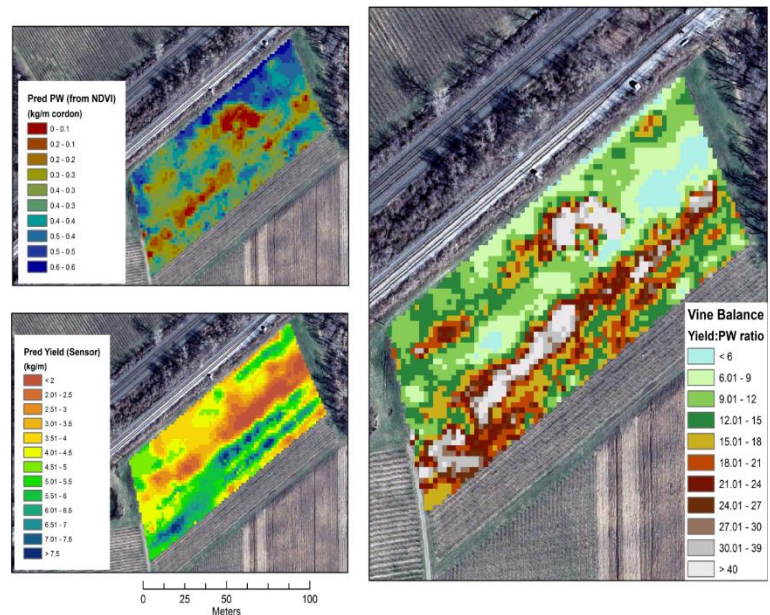 Pred PW (from NDVI)
(kg/m cordon)
0 - 0.1
0.2 - 0.1
0.2 - 0.2
0.3 - 0.3
0.4 - 0.3
0.4 - 0.4
0.5 - 0.4
0.5 - 0.5
0.6 - 0.6
Pred Yield (Sensor)
(kg/m)
< 2
2.01 - 2.5
2.51 - 3
3.01 - 3.5
3.51 - 4
4.01 - 4.5
4.51 - 5
5.01 - 5.5
5.51 - 6
6.01 - 6.5
6.51 - 7
7.01 - 7.5
> 7.5
0 25 50 100
Meters
Vine Balance
Yield:PW ratio
< 6
6.01 - 9
9.01 - 12
12.01 - 15
15.01 - 18
18.01 - 21
21.01 - 24
24.01 - 27
27.01 - 30
30.01 - 39
> 40